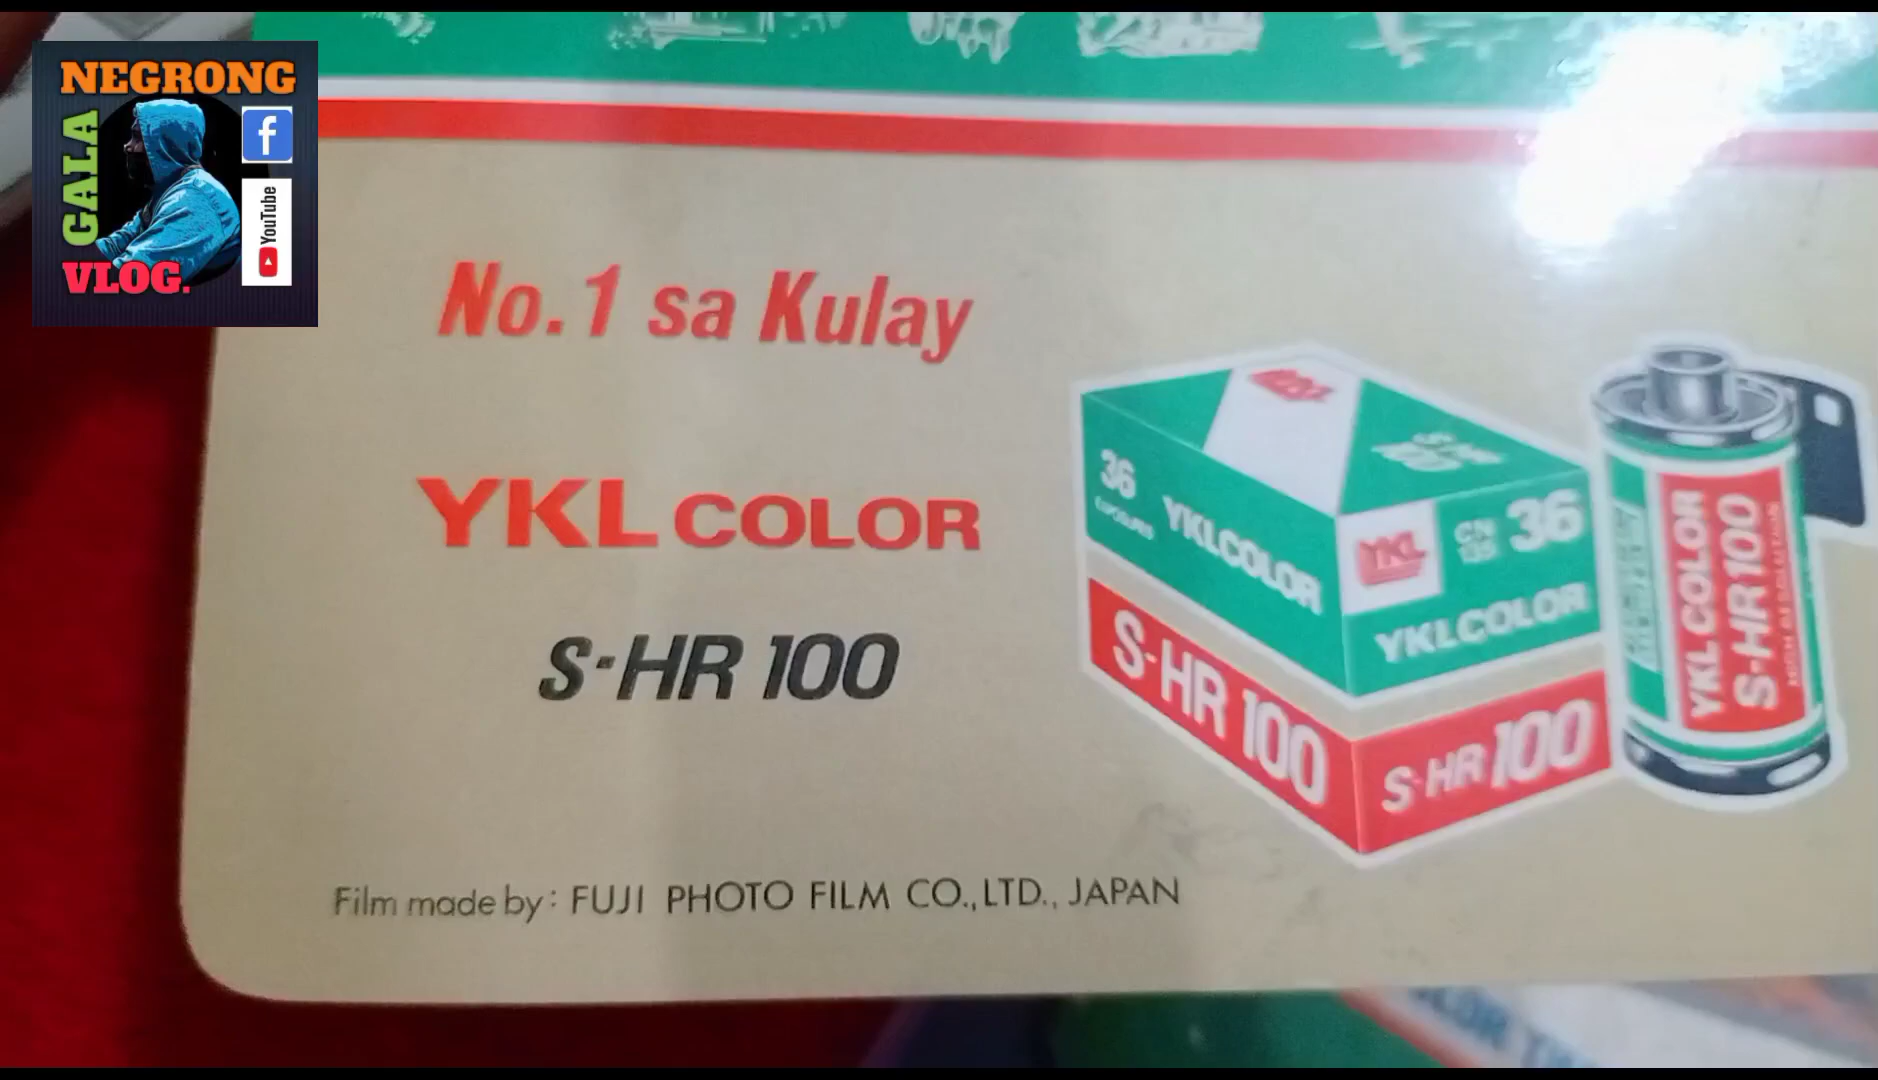 NEGRONG
GALA
VLOG.
f
YouTube
No.1 sa Kulay
YKL COLOR
S-HR 100
36
YKLCOLOR
S-HR 100
YKL
36
YKLCOLOR
S-HR 100
YKL COLOR
S-HR 100
Film made by: FUJI PHOTO FILM CO.,LTD., JAPAN